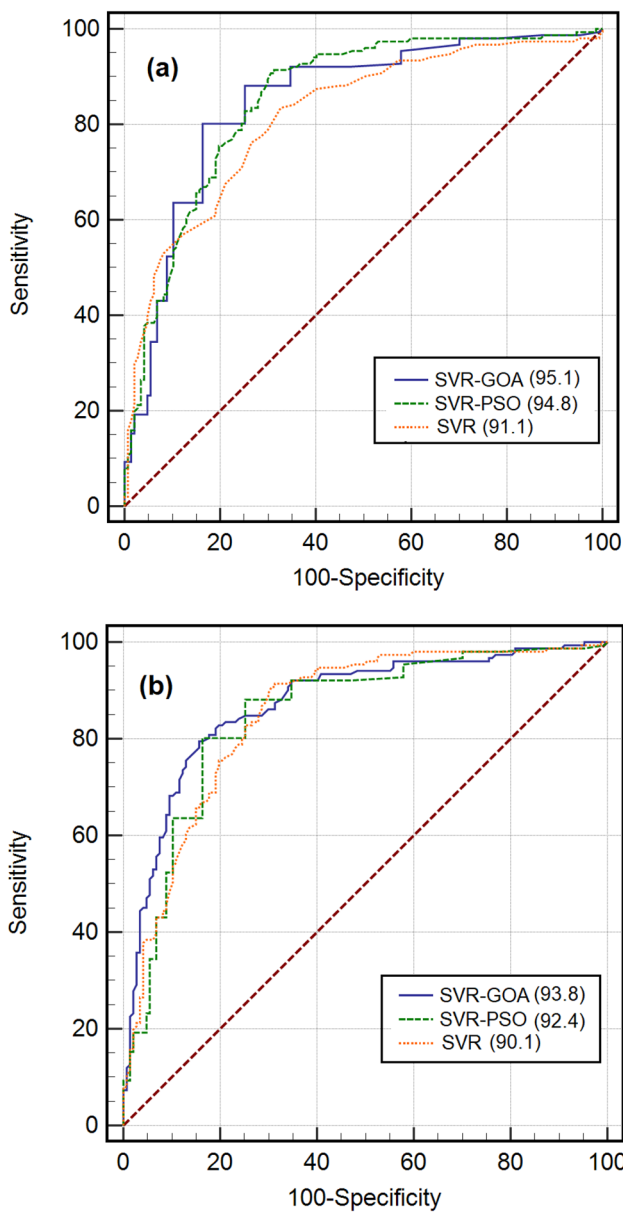 (a)
100
80
60
40
20
0
Sensitivity
SVR-GOA (95.1)
SVR-PSO (94.8)
SVR (91.1)
0 20 40 60 80 100
100-Specificity
(b)
100
80
60
40
20
0
Sensitivity
SVR-GOA (93.8)
SVR-PSO (92.4)
SVR (90.1)
0 20 40 60 80 100
100-Specificity